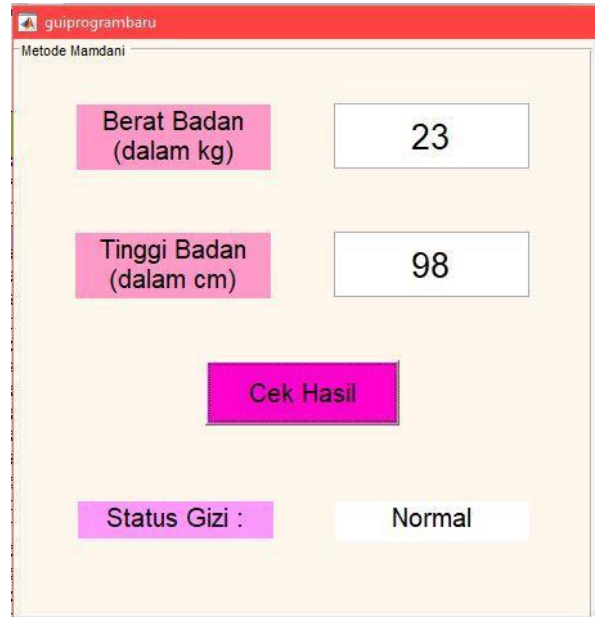 guiprogrambaru
Metode Mamdani
Berat Badan
(dalam kg)
23
Tinggi Badan
(dalam cm)
98
Cek Hasil
Status Gizi :
Normal